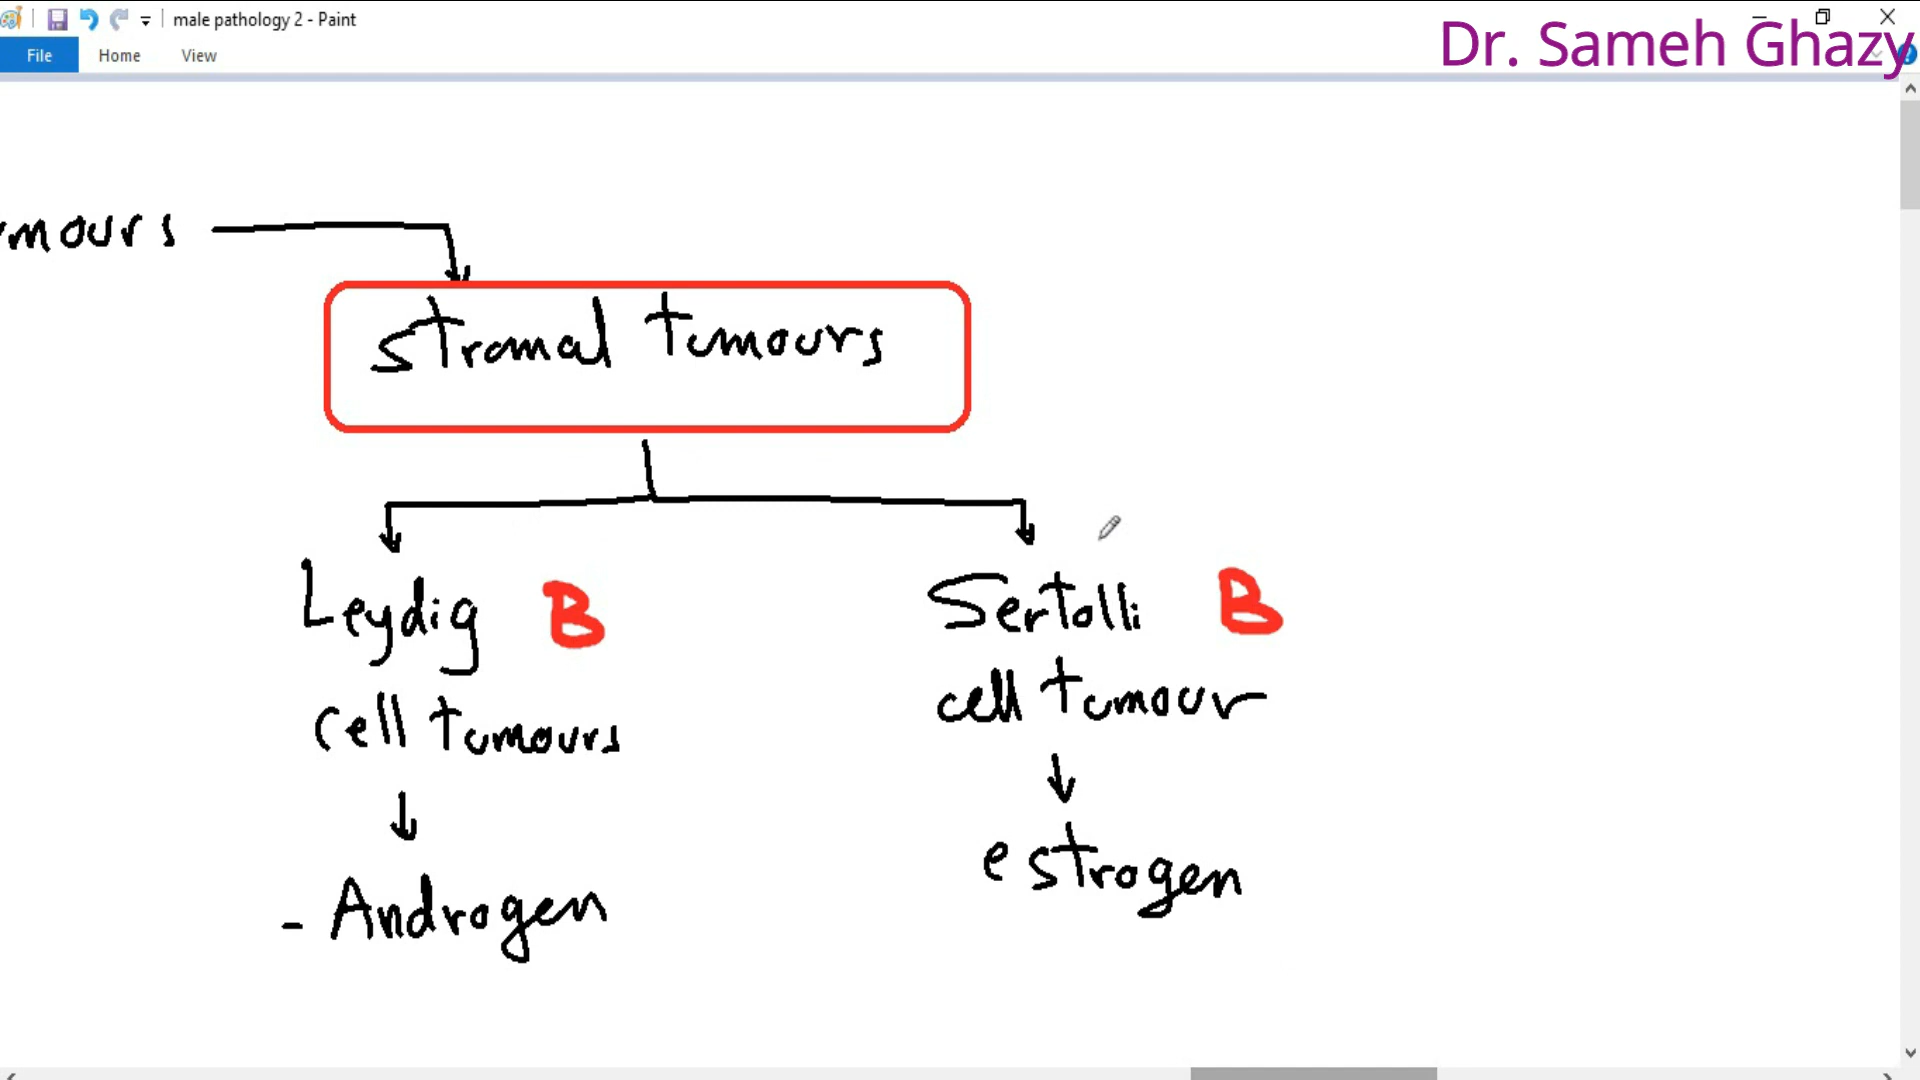 male pathology 2 - Paint
Dr. Sameh Ghazy
File Home View
mours
stromal tumours
Leydig B
cell tumours
Sertolli B
cell tumour
- Androgen
estrogen